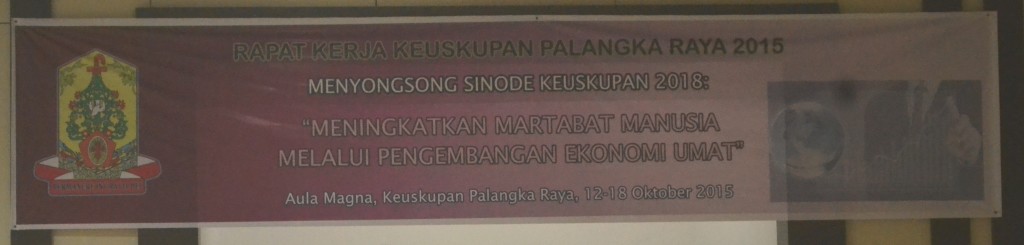 RAPAT KERJA KEUSKUPAN PALANGKA RAYA 2015
MENYONGSONG SINODE KEUSKUPAN 2018:
"MENINGKATKAN MARTABAT MANUSIA
MELALUI PENGEMBANGAN EKONOMI UMAT"
Aula Magna, Keuskupan Palangka Raya, 12-18 Oktober 2015